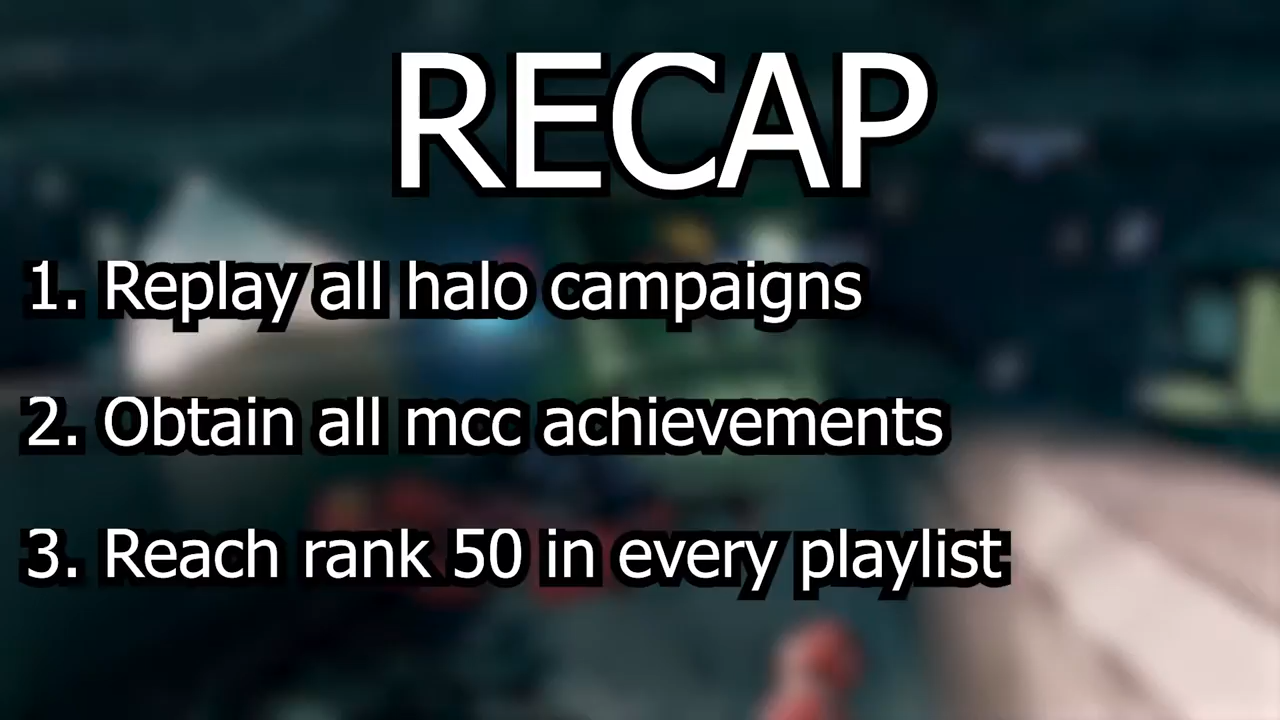 RECAP
1. Replay all halo campaigns
2. Obtain all mcc achievements
3. Reach rank 50 in every playlist